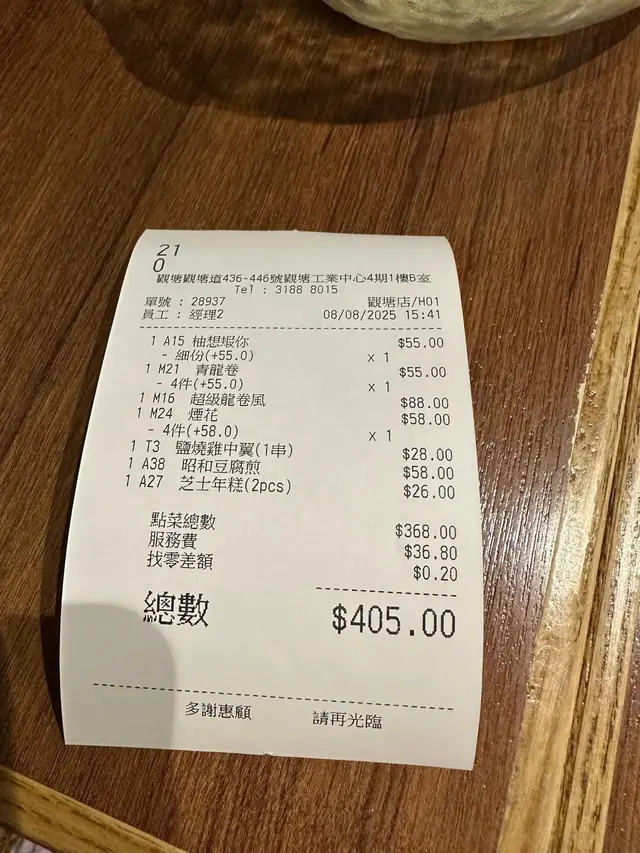 21
0
觀塘觀塘道436-446號觀塘工業中心4期1樓B室
Tel : 3188 8015
單號 : 28937 觀塘店/H01
員工 : 經理2 08/08/2025 15:41
1 A15 柚想蝦你 $55.00
- 細份(+55.0) x 1
1 M21 青龍卷 $55.00
- 4件(+55.0) x 1
1 M16 超級龍卷風 $88.00
1 M24 煙花 $58.00
- 4件(+58.0) x 1
1 T3 鹽燒雞中翼(1串) $28.00
1 A38 昭和豆腐煎 $58.00
1 A27 芝士年糕(2pcs) $26.00
點菜總數 $368.00
服務費 $36.80
找零差額 $0.20
總數 $405.00
多謝惠顧 請再光臨